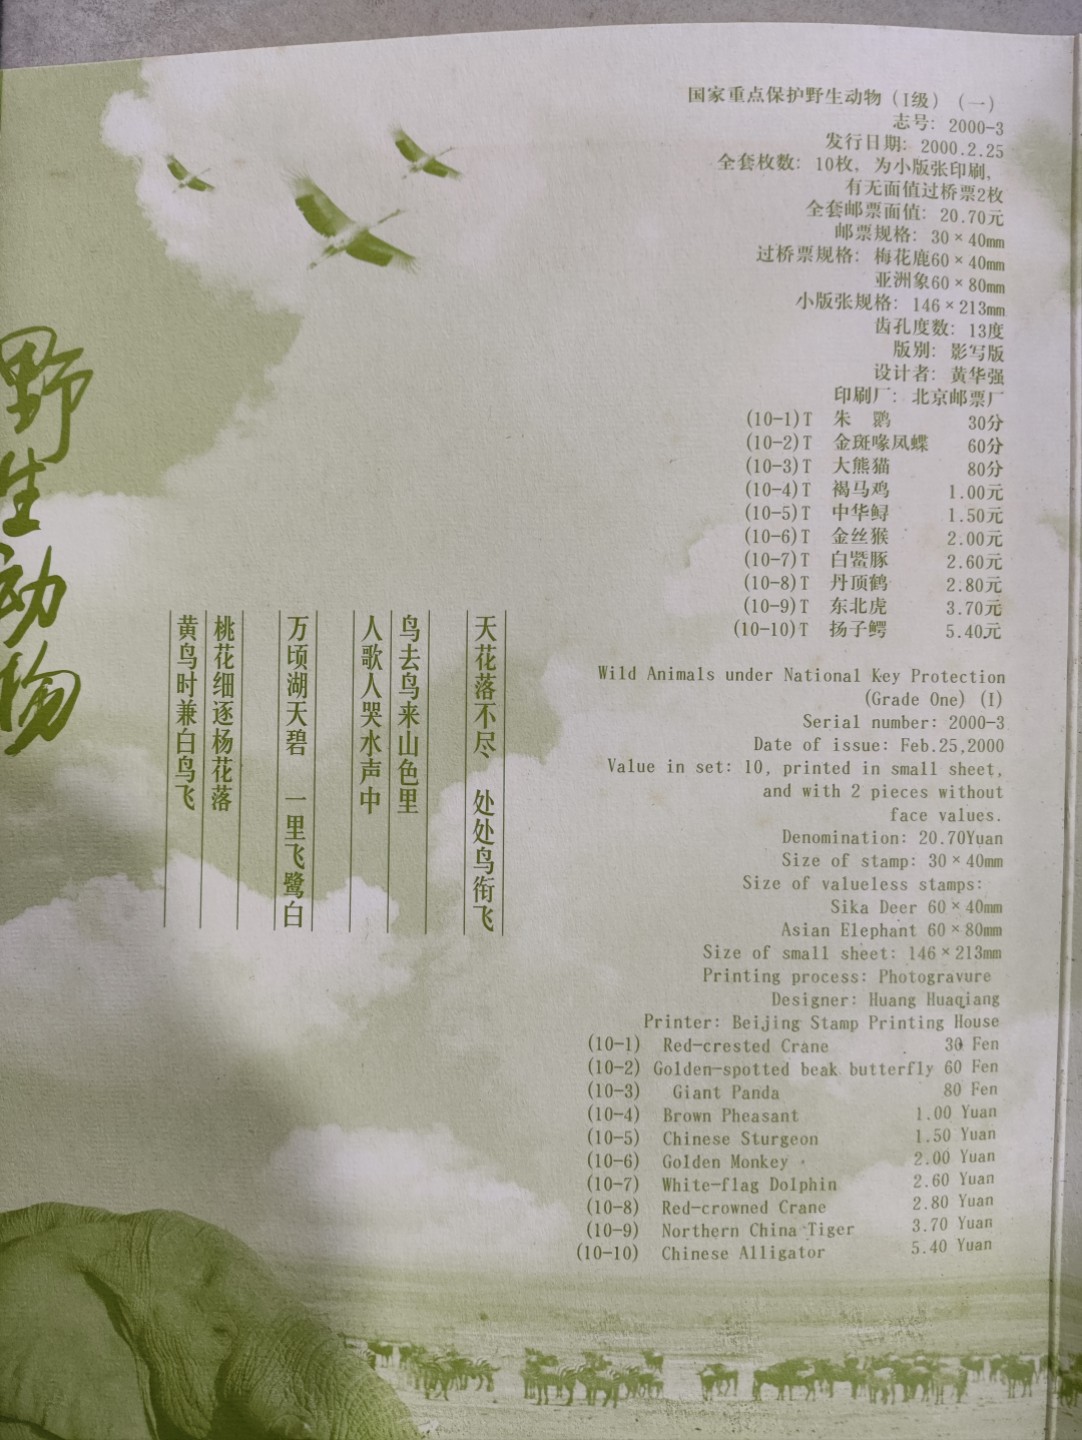 国家重点保护野生动物（I级）（一）
志号：2000-3
发行日期：2000.2.25
全套枚数：10枚，为小版张印刷，
有无面值过桥票2枚
全套邮票面值：20.70元
邮票规格：30×40mm
过桥票规格：梅花鹿60×40mm
亚洲象60×80mm
小版张规格：146×213mm
齿孔度数：13度
版别：影写版
设计者：黄华强
印刷厂：北京邮票厂
(10-1)T 朱 鹮 30分
(10-2)T 金斑喙凤蝶 60分
(10-3)T 大熊猫 80分
(10-4)T 褐马鸡 1.00元
(10-5)T 中华鲟 1.50元
(10-6)T 金丝猴 2.00元
(10-7)T 白鱀豚 2.60元
(10-8)T 丹顶鹤 2.80元
(10-9)T 东北虎 3.70元
(10-10)T 扬子鳄 5.40元
Wild Animals under National Key Protection
(Grade One) (I)
Serial number: 2000-3
Date of issue: Feb.25,2000
Value in set: 10, printed in small sheet,
and with 2 pieces without
face values.
Denomination: 20.70Yuan
Size of stamp: 30×40mm
Size of valueless stamps:
Sika Deer 60×40mm
Asian Elephant 60×80mm
Size of small sheet: 146×213mm
Printing process: Photogravure
Designer: Huang Huaqiang
Printer: Beijing Stamp Printing House
(10-1) Red-crested Crane 30 Fen
(10-2) Golden-spotted beak butterfly 60 Fen
(10-3) Giant Panda 80 Fen
(10-4) Brown Pheasant 1.00 Yuan
(10-5) Chinese Sturgeon 1.50 Yuan
(10-6) Golden Monkey 2.00 Yuan
(10-7) White-flag Dolphin 2.60 Yuan
(10-8) Red-crowned Crane 2.80 Yuan
(10-9) Northern China Tiger 3.70 Yuan
(10-10) Chinese Alligator 5.40 Yuan
天花落不尽 处处鸟衔飞
鸟去鸟来山色里
人歌人哭水声中
万顷湖天碧 一里飞鹭白
桃花细逐杨花落
黄鸟时兼白鸟飞
野生动物